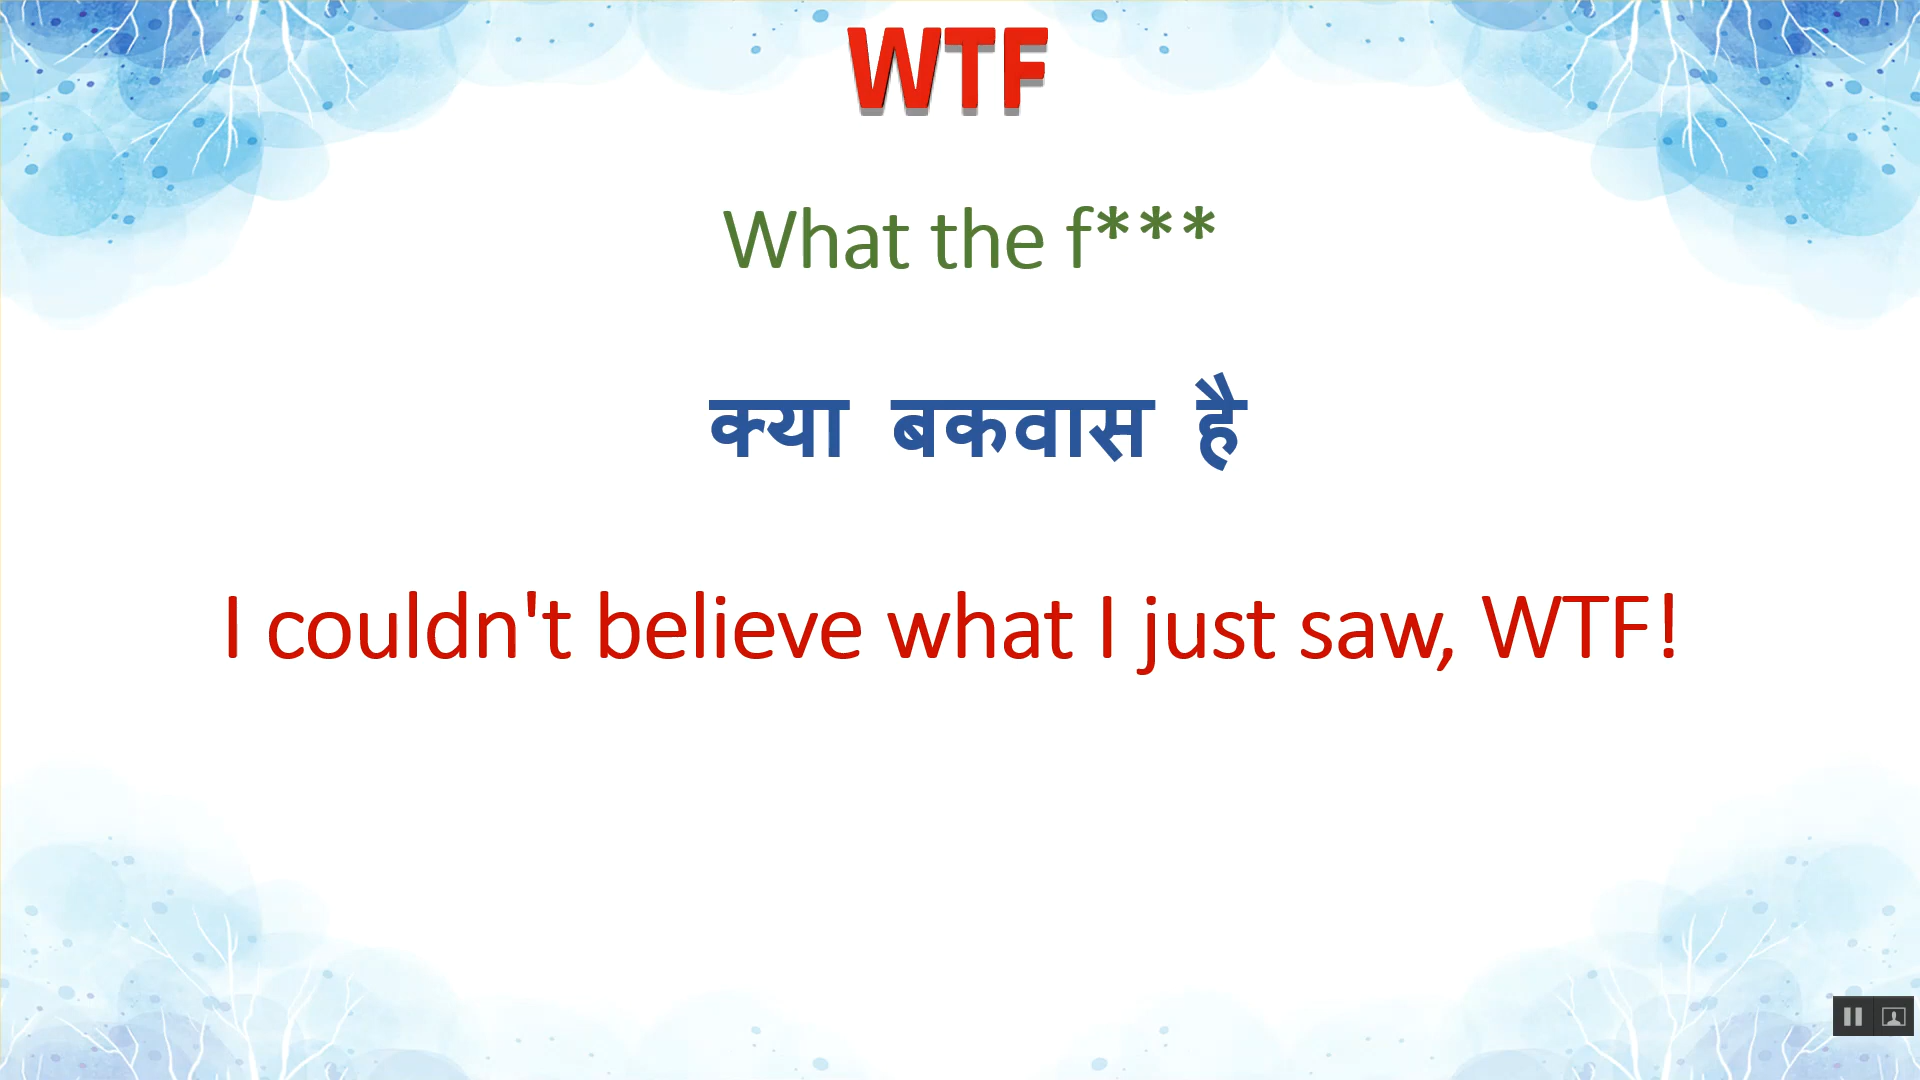 WTF
What the f***
क्या बकवास है
I couldn't believe what I just saw, WTF!